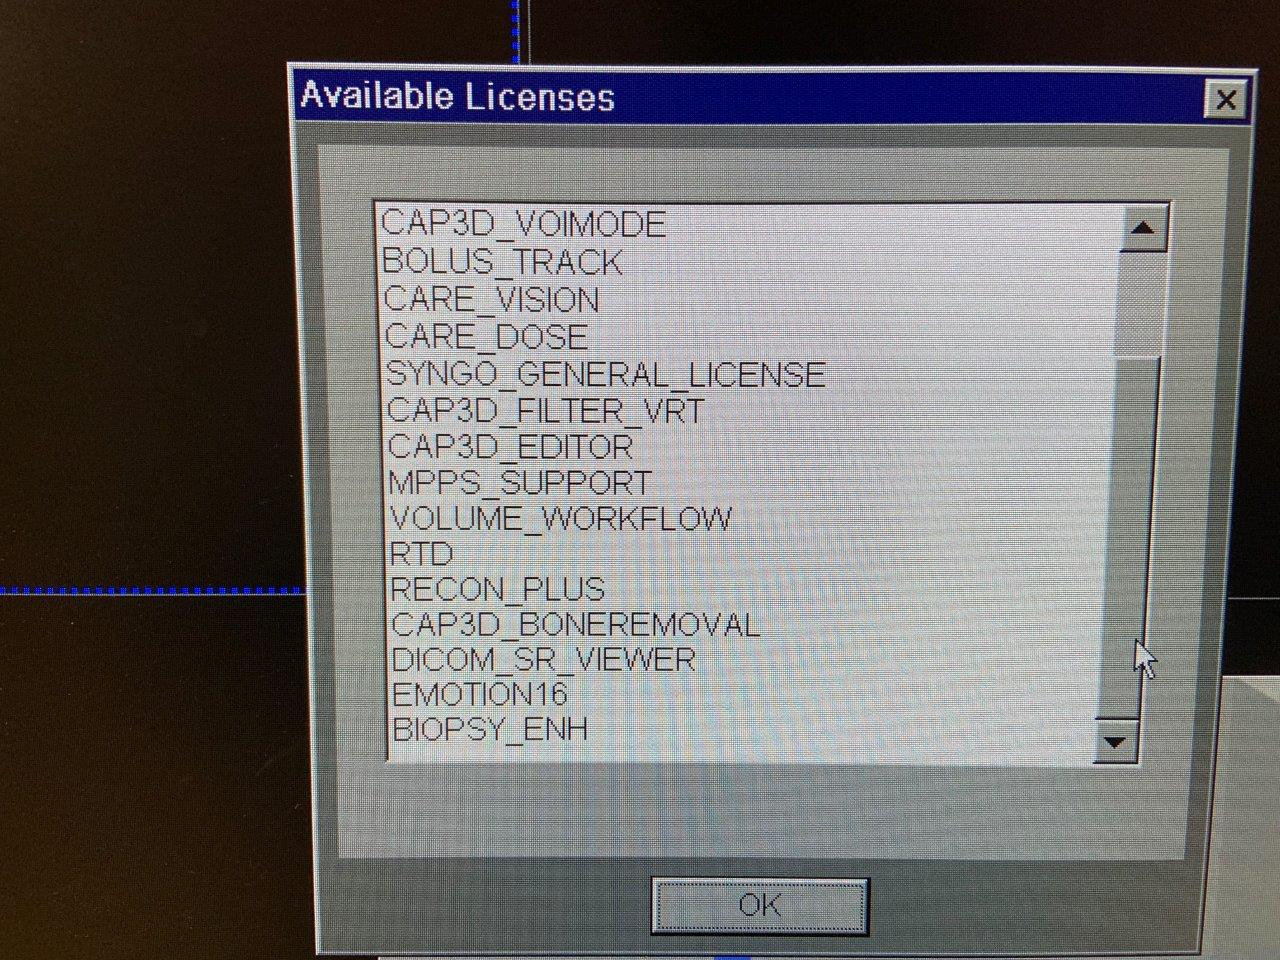 Available Licenses
CAP3D_VOIMODE
BOLUS_TRACK
CARE_VISION
CARE_DOSE
SYNGO_GENERAL_LICENSE
CAP3D_FILTER_VRT
CAP3D_EDITOR
MPPS_SUPPORT
VOLUME_WORKFLOW
RTD
RECON_PLUS
CAP3D_BONEREMOVAL
DICOM_SR_VIEWER
EMOTION16
BIOPSY_ENH
OK